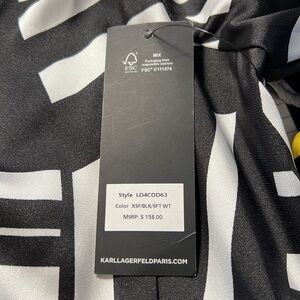 FSC
MIX
Packaging from
responsible sources
FSC® C111474
Style LD4COD63
Color XSF/BLK/SFT WT
MSRP: $ 158.00
KARLLAGERFELDPARIS.COM